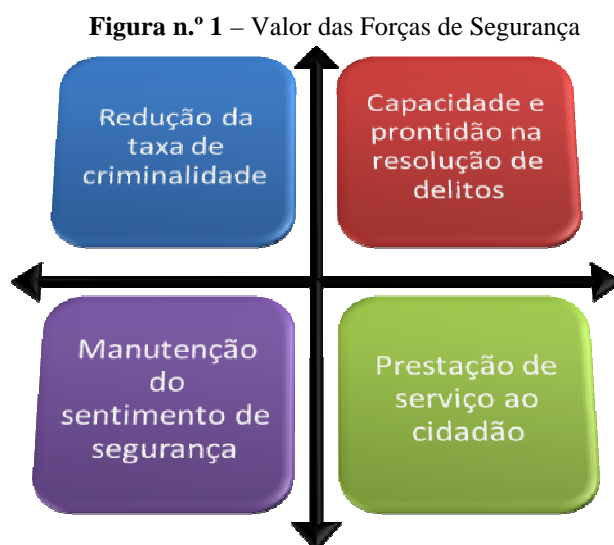 Figura n.º 1 – Valor das Forças de Segurança
Redução da
taxa de
criminalidade
Capacidade e
prontidão na
resolução de
delitos
Manutenção
do
sentimento de
segurança
Prestação de
serviço ao
cidadão